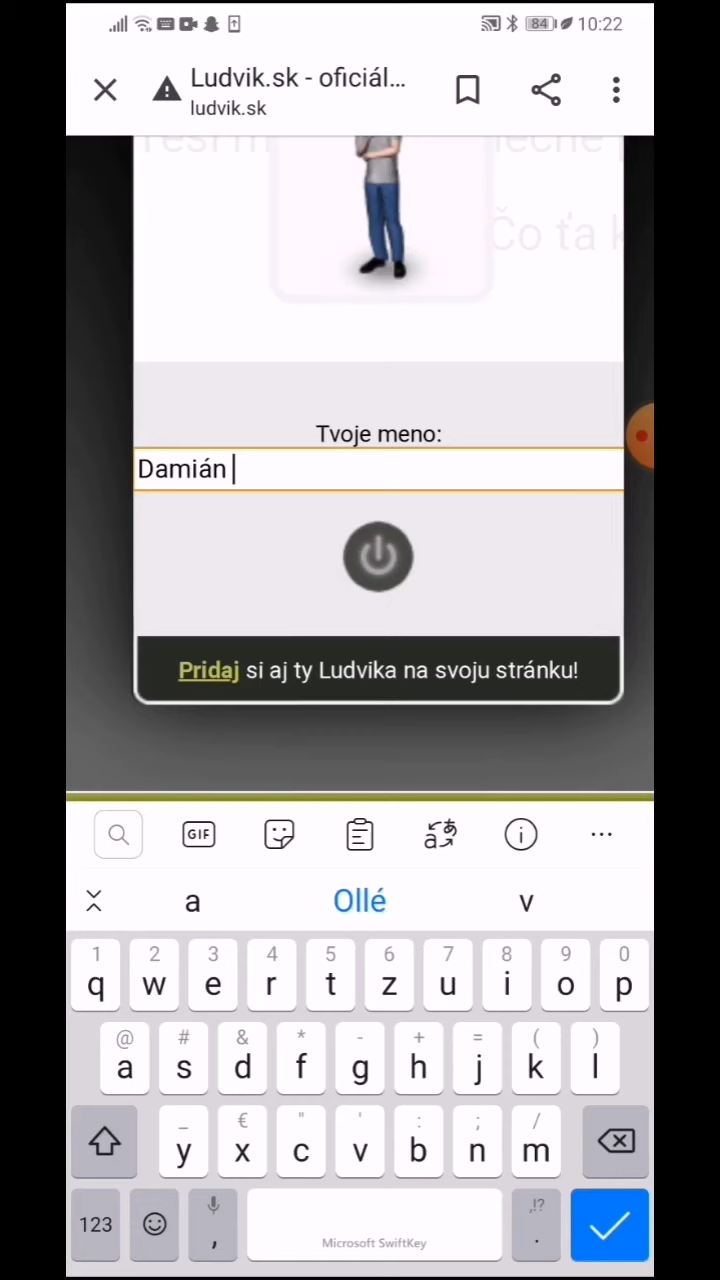 84 10:22
Ludvik.sk - oficiál...
ludvik.sk
Čo ťa k
Tvoje meno:
Damián
Pridaj si aj ty Ludvika na svoju stránku!
GIF
a Ollé v
1 2 3 4 5 6 7 8 9 0
q w e r t z u i o p
@ # & * - + = ( )
a s d f g h j k l
_ € " ' : ; /
y x c v b n m
123 , ,!? .
Microsoft SwiftKey